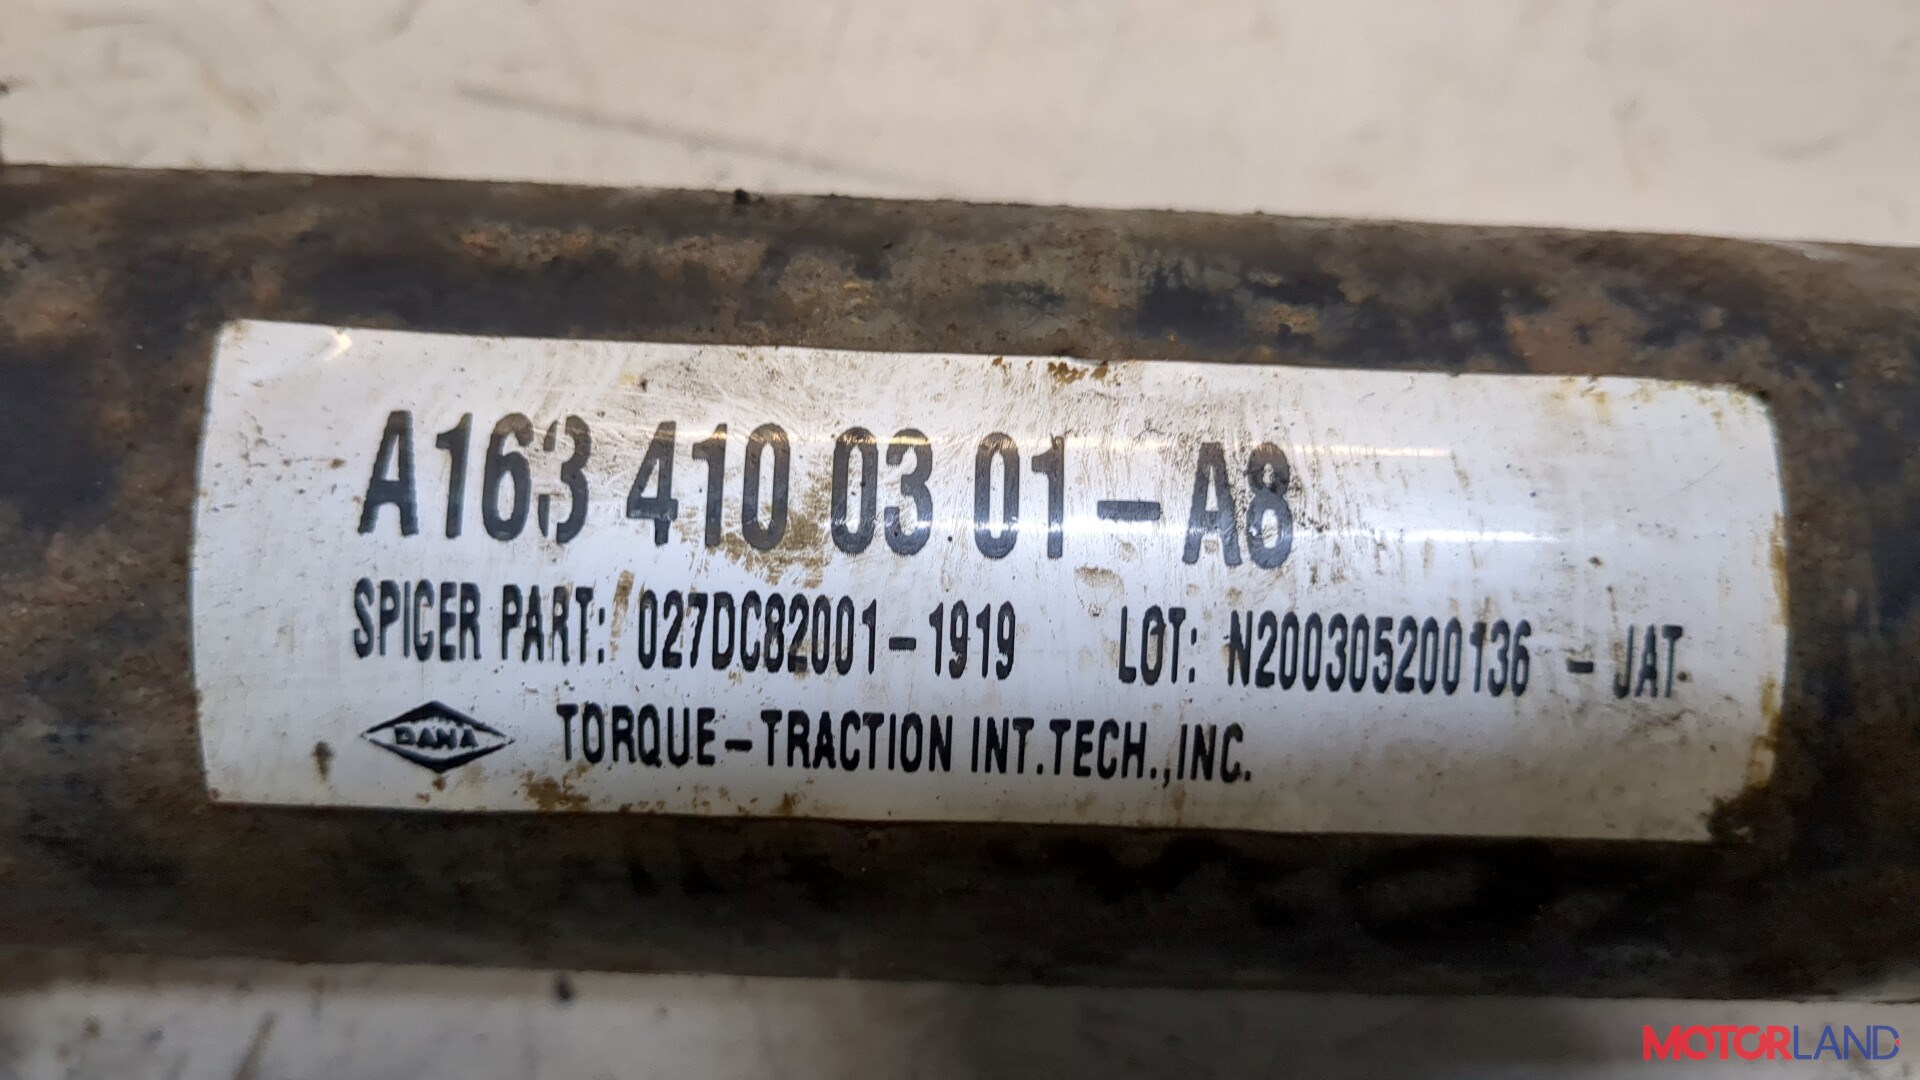 A163 410 03 01-A8
SPICER PART: 027DC82001-1919 LOT: N200305200136 - JAT
DANA TORQUE-TRACTION INT.TECH.,INC.
MOTORLAND